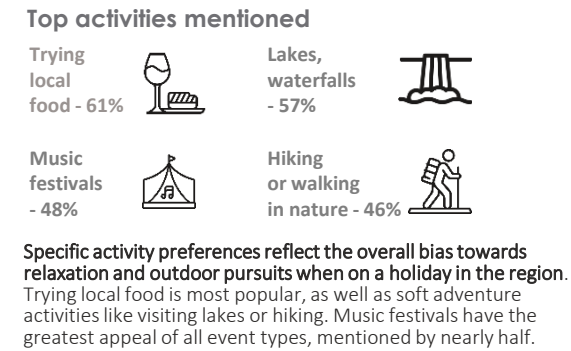 Top activities mentioned
Trying
local
food - 61%
Lakes,
waterfalls
- 57%
Music
festivals
- 48%
Hiking
or walking
in nature - 46%
Specific activity preferences reflect the overall bias towards
relaxation and outdoor pursuits when on a holiday in the region.
Trying local food is most popular, as well as soft adventure
activities like visiting lakes or hiking. Music festivals have the
greatest appeal of all event types, mentioned by nearly half.